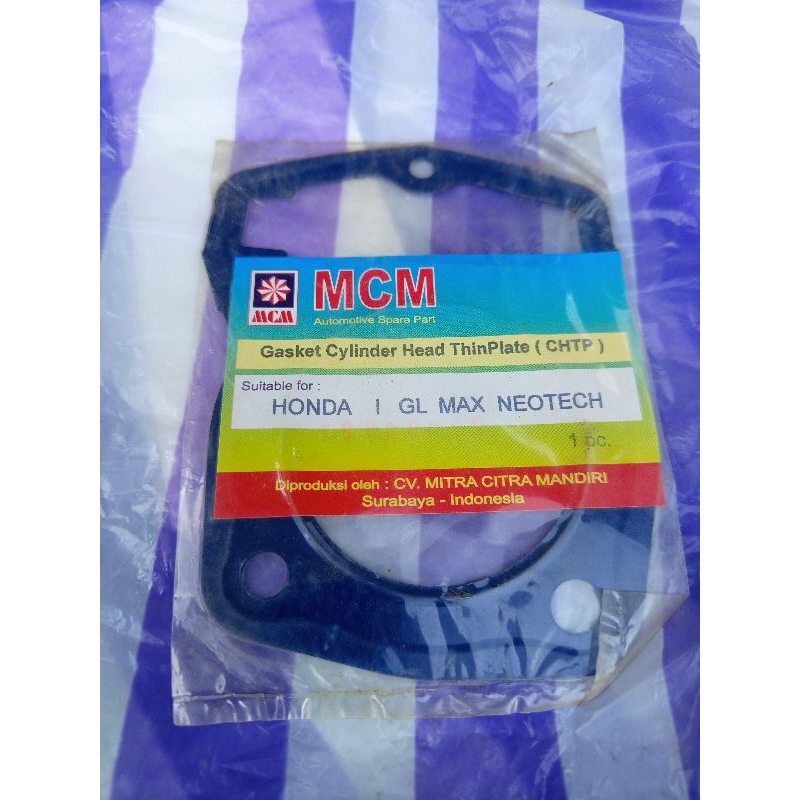 MCM
MCM
Automotive Spare Part
Gasket Cylinder Head ThinPlate ( CHTP )
Suitable for :
HONDA I GL MAX NEOTECH
1 pc.
Diproduksi oleh : CV. MITRA CITRA MANDIRI
Surabaya - Indonesia